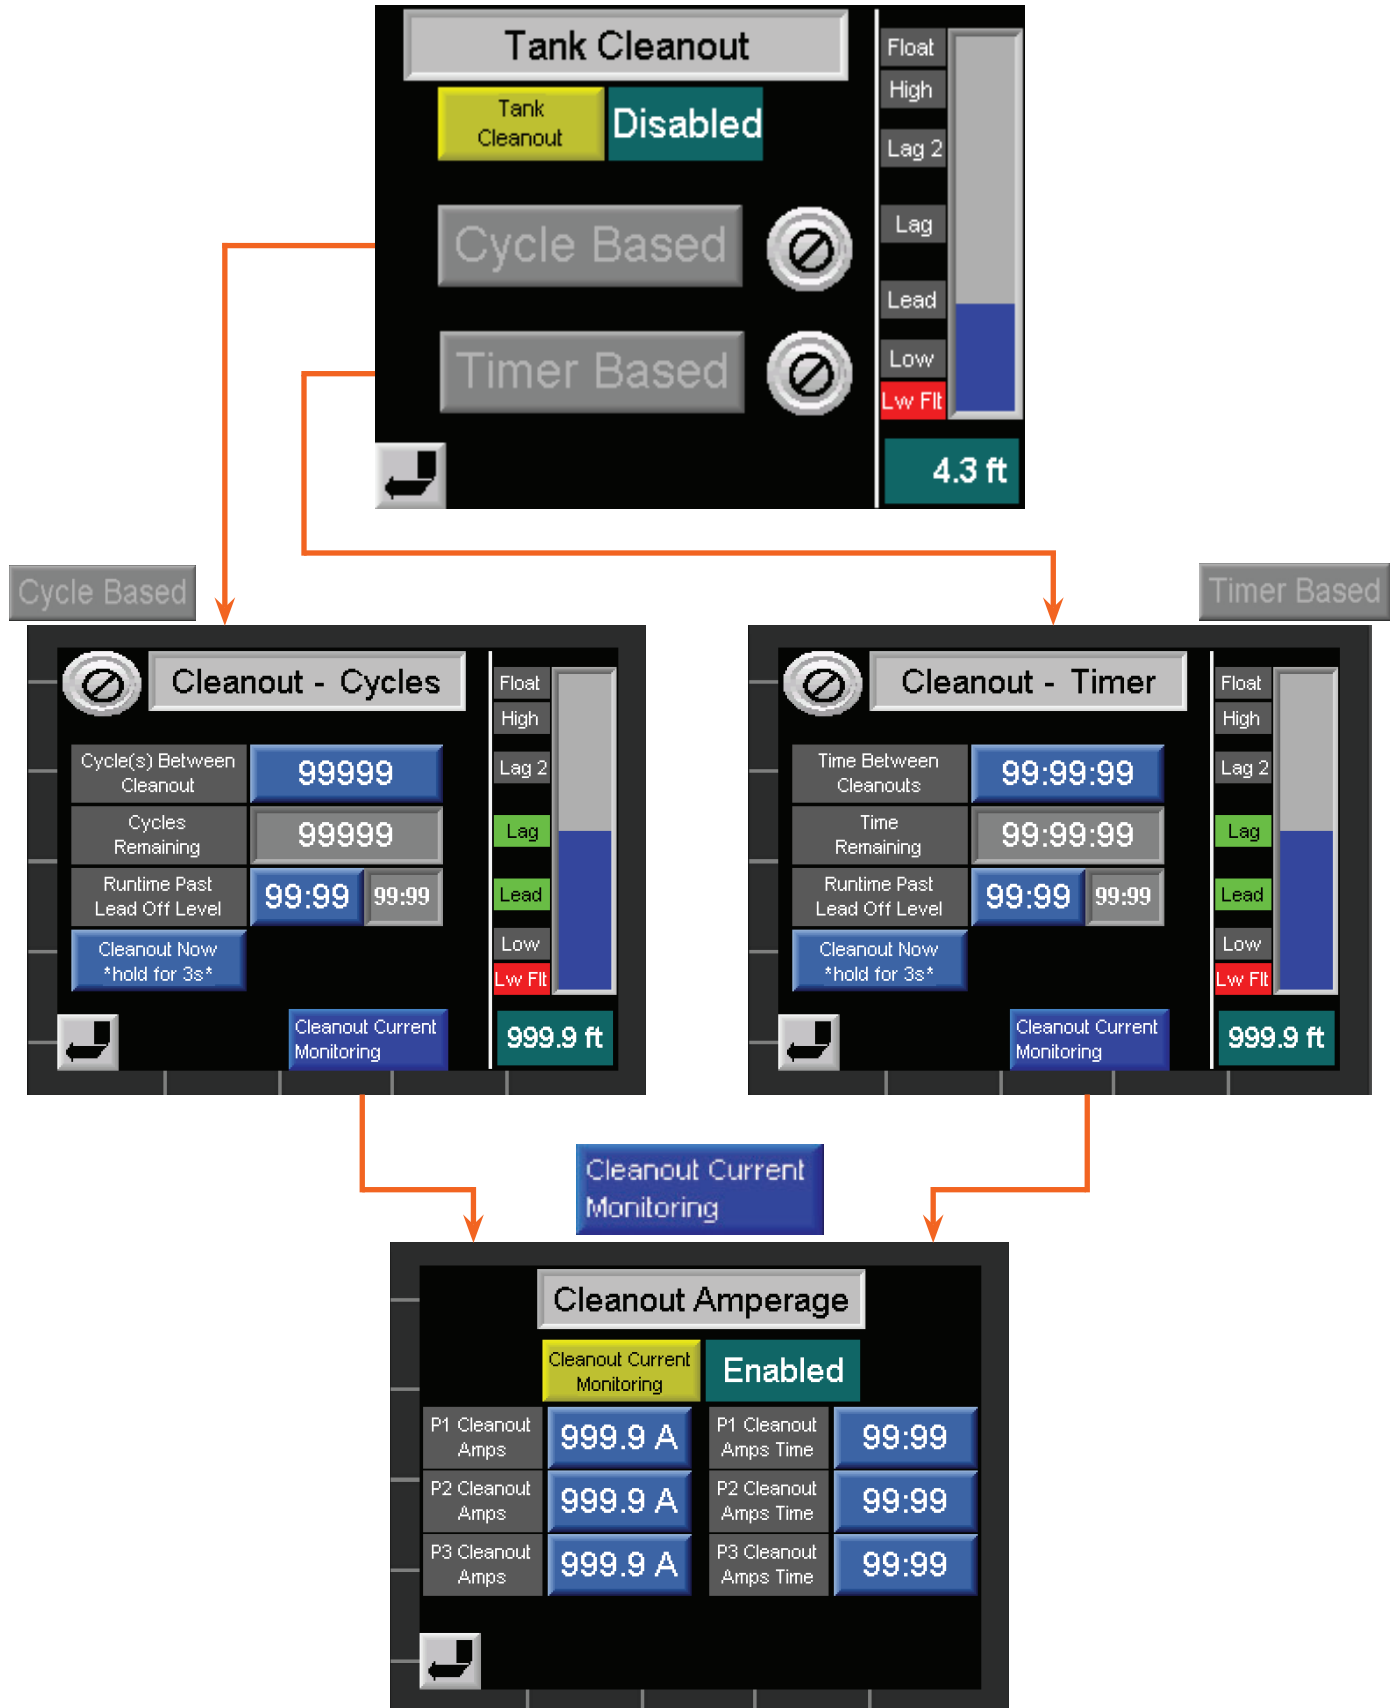 Tank Cleanout
Tank
Cleanout
Disabled
Cycle Based
Timer Based
Float
High
Lag 2
Lag
Lead
Low
Lw Flt
4.3 ft
Cycle Based
Timer Based
Cleanout - Cycles
Cycle(s) Between
Cleanout
99999
Cycles
Remaining
99999
Runtime Past
Lead Off Level
99:99
99:99
Cleanout Now
*hold for 3s*
Cleanout Current
Monitoring
Float
High
Lag 2
Lag
Lead
Low
Lw Flt
999.9 ft
Cleanout - Timer
Time Between
Cleanouts
99:99:99
Time
Remaining
99:99:99
Runtime Past
Lead Off Level
99:99
99:99
Cleanout Now
*hold for 3s*
Cleanout Current
Monitoring
Float
High
Lag 2
Lag
Lead
Low
Lw Flt
999.9 ft
Cleanout Current
Monitoring
Cleanout Amperage
Cleanout Current
Monitoring
Enabled
P1 Cleanout
Amps
999.9 A
P1 Cleanout
Amps Time
99:99
P2 Cleanout
Amps
999.9 A
P2 Cleanout
Amps Time
99:99
P3 Cleanout
Amps
999.9 A
P3 Cleanout
Amps Time
99:99